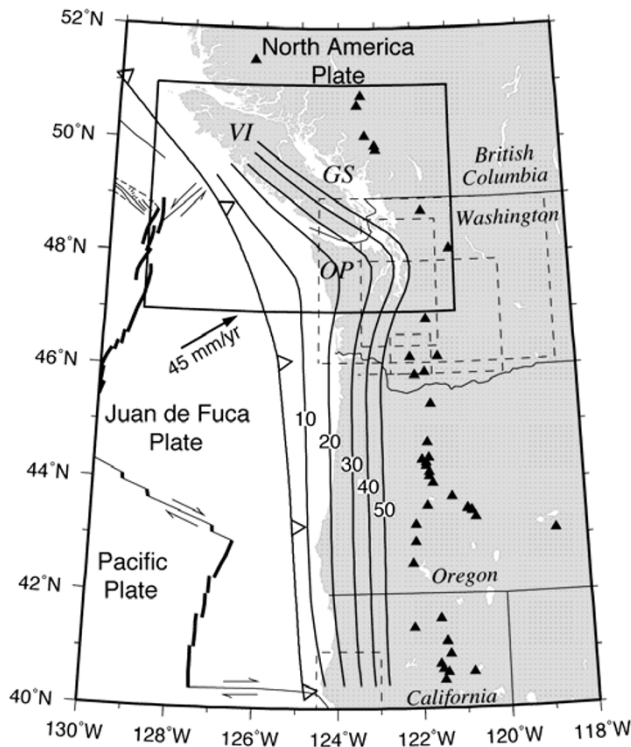 52°N
North America
Plate
50°N
VI
GS
British
Columbia
Washington
48°N
OP
45 mm/yr
46°N
Juan de Fuca
Plate
10
20
30
40
50
44°N
Pacific
Plate
42°N
Oregon
40°N
California
130°W
128°W
126°W
124°W
122°W
120°W
118°W